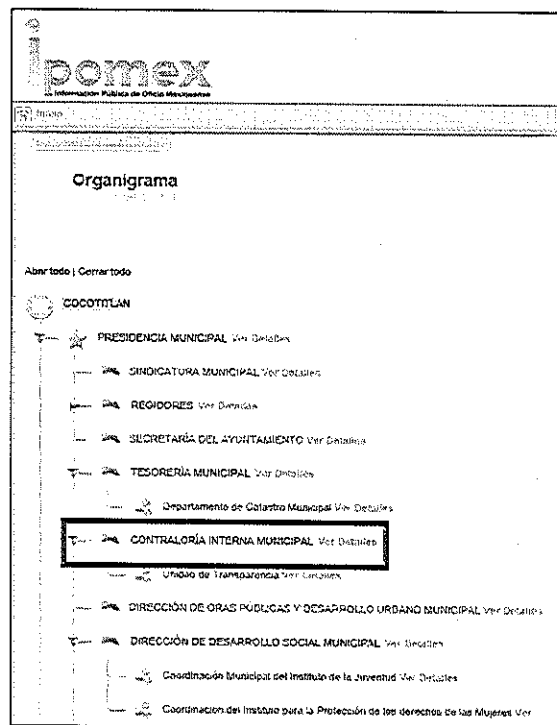 ipomex
Información Pública de Oficio Mexiquense
Inicio
Organigrama
Abrir todo | Cerrar todo
COCOTITLAN
PRESIDENCIA MUNICIPAL Ver Detalles
SINDICATURA MUNICIPAL Ver Detalles
REGIDORES Ver Detalles
SECRETARÍA DEL AYUNTAMIENTO Ver Detalles
TESORERÍA MUNICIPAL Ver Detalles
Departamento de Catastro Municipal Ver Detalles
CONTRALORÍA INTERNA MUNICIPAL Ver Detalles
Unidad de Transparencia Ver Detalles
DIRECCIÓN DE ORAS PÚBLICAS Y DESARROLLO URBANO MUNICIPAL Ver Detalles
DIRECCIÓN DE DESARROLLO SOCIAL MUNICIPAL Ver Detalles
Coordinación Municipal del Instituto de la Juventud Ver Detalles
Coordinación del Instituto para la Protección de los derechos de las Mujeres Ver